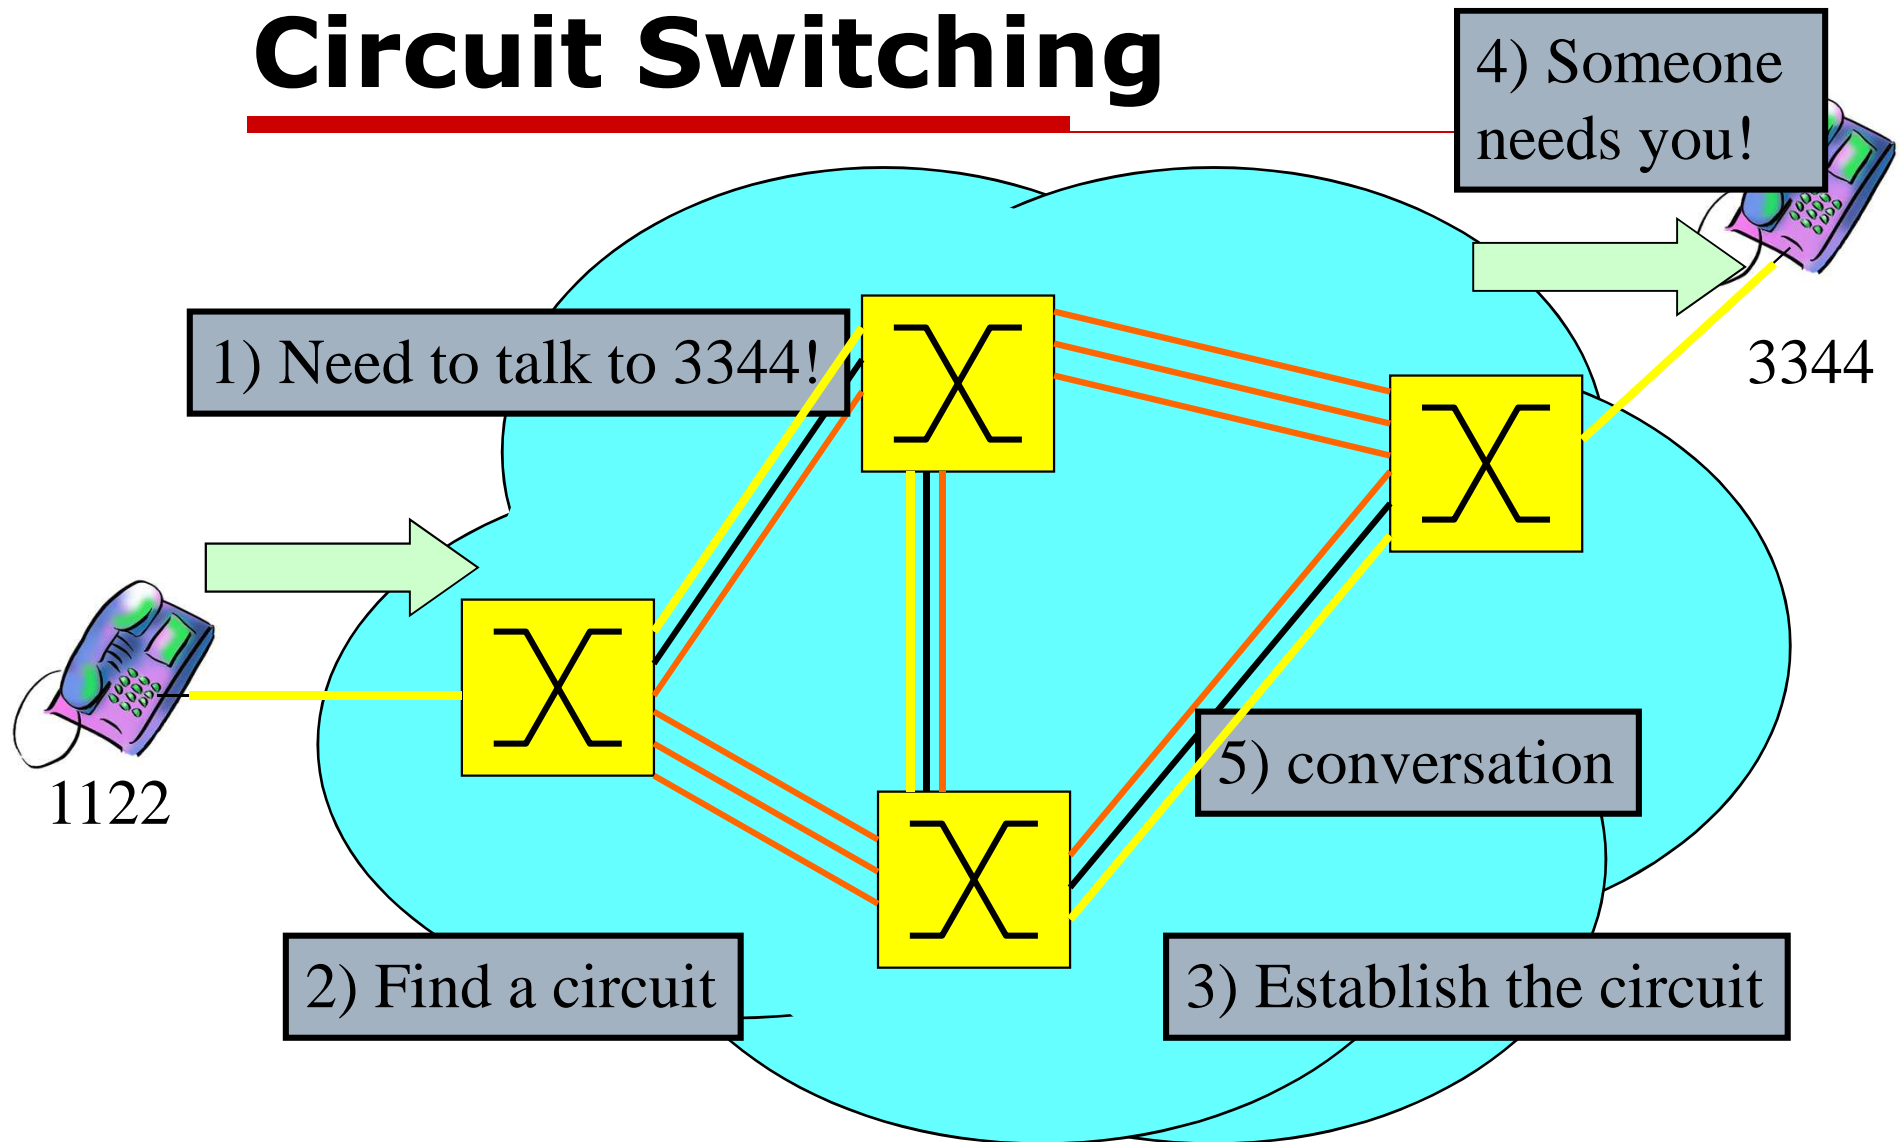 Circuit Switching
4) Someone
needs you!
1) Need to talk to 3344!
3344
1122
5) conversation
2) Find a circuit
3) Establish the circuit